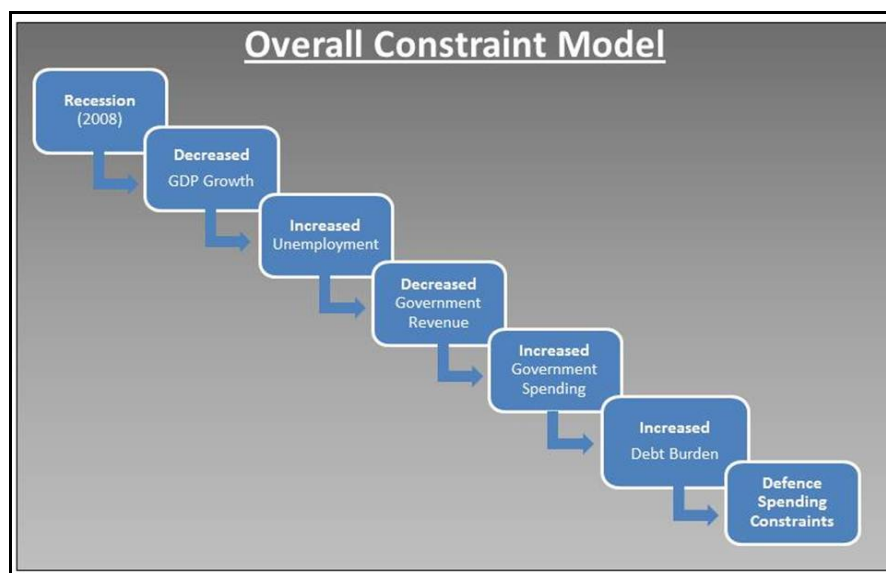 Overall Constraint Model
Recession
(2008)
Decreased
GDP Growth
Increased
Unemployment
Decreased
Government
Revenue
Increased
Government
Spending
Increased
Debt Burden
Defence
Spending
Constraints